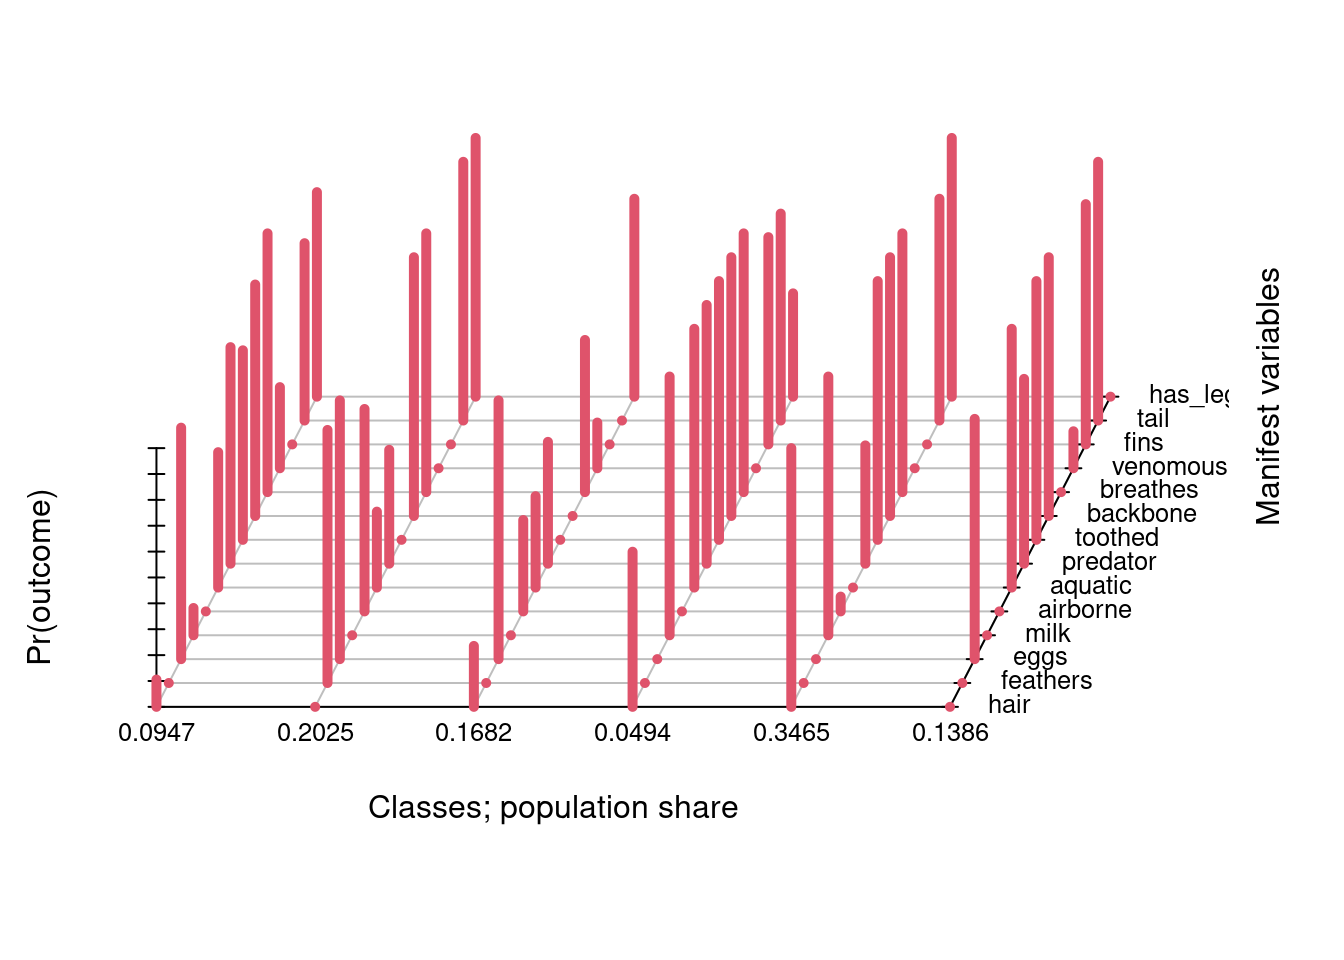 Pr(outcome)
Manifest variables
has_leg
tail
fins
venomous
breathes
backbone
toothed
predator
aquatic
airborne
milk
eggs
feathers
hair
0.0947 0.2025 0.1682 0.0494 0.3465 0.1386
Classes; population share